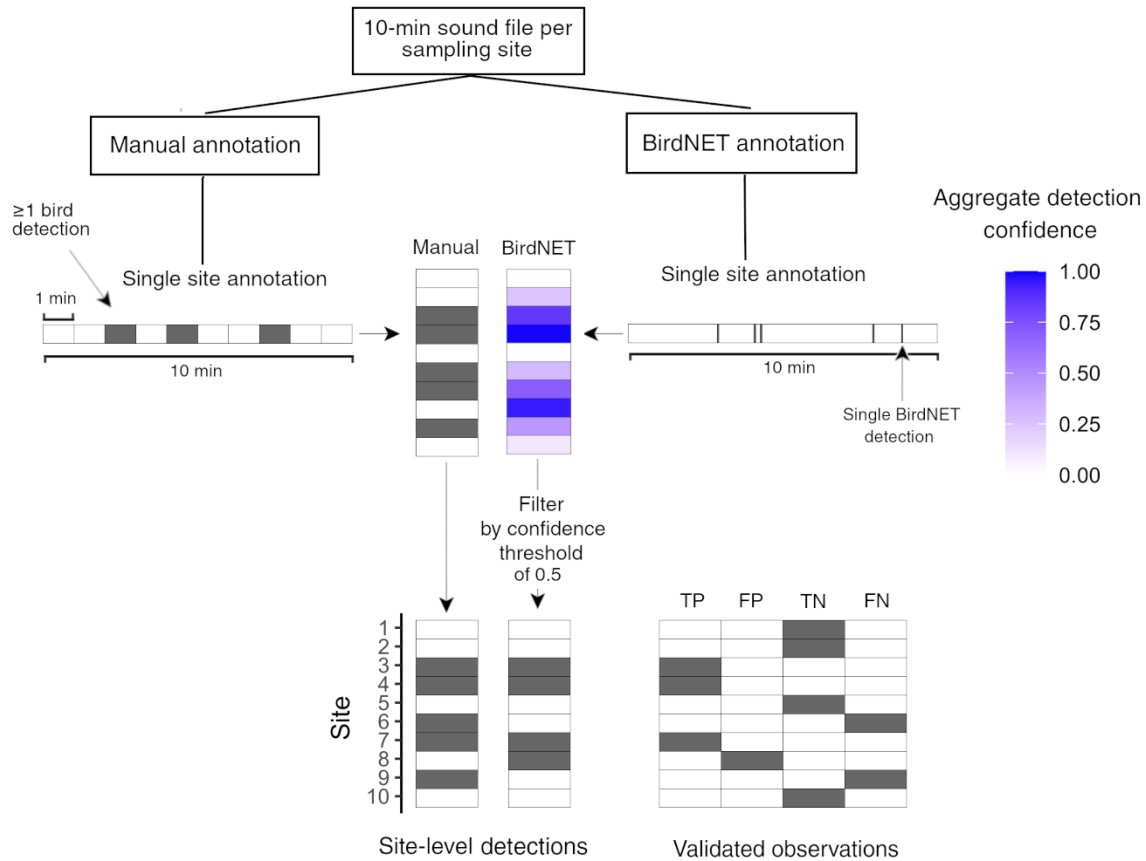 10-min sound file per
sampling site
Manual annotation
BirdNET annotation
≥1 bird
detection
Single site annotation
1 min
10 min
Manual
BirdNET
Single site annotation
10 min
Single BirdNET
detection
Aggregate detection
confidence
1.00
0.75
0.50
0.25
0.00
Filter
by confidence
threshold
of 0.5
TP FP TN FN
Site
1
2
3
4
5
6
7
8
9
10
Site-level detections
Validated observations